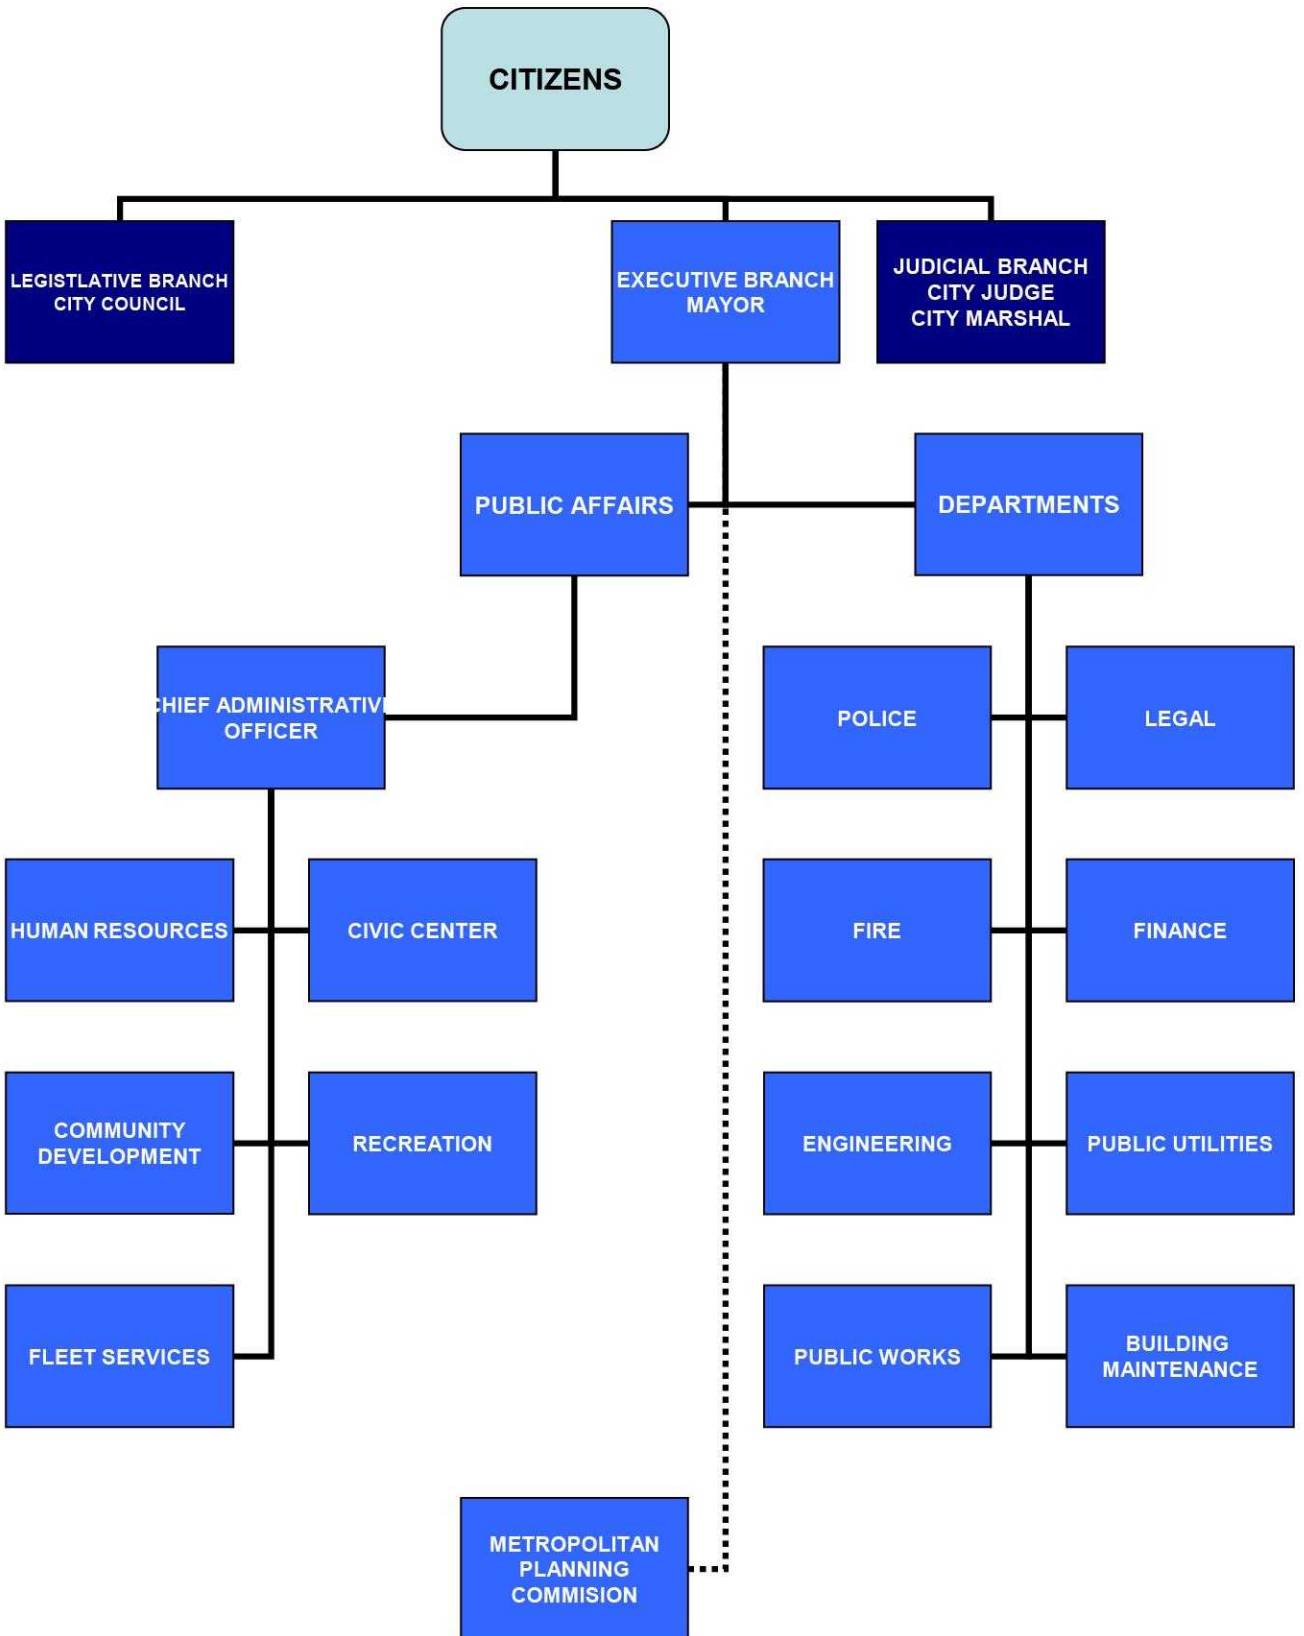 CITIZENS
LEGISTLATIVE BRANCH
CITY COUNCIL
EXECUTIVE BRANCH
MAYOR
JUDICIAL BRANCH
CITY JUDGE
CITY MARSHAL
PUBLIC AFFAIRS
DEPARTMENTS
CHIEF ADMINISTRATIVE
OFFICER
POLICE
LEGAL
HUMAN RESOURCES
CIVIC CENTER
FIRE
FINANCE
COMMUNITY
DEVELOPMENT
RECREATION
ENGINEERING
PUBLIC UTILITIES
FLEET SERVICES
PUBLIC WORKS
BUILDING
MAINTENANCE
METROPOLITAN
PLANNING
COMMISION